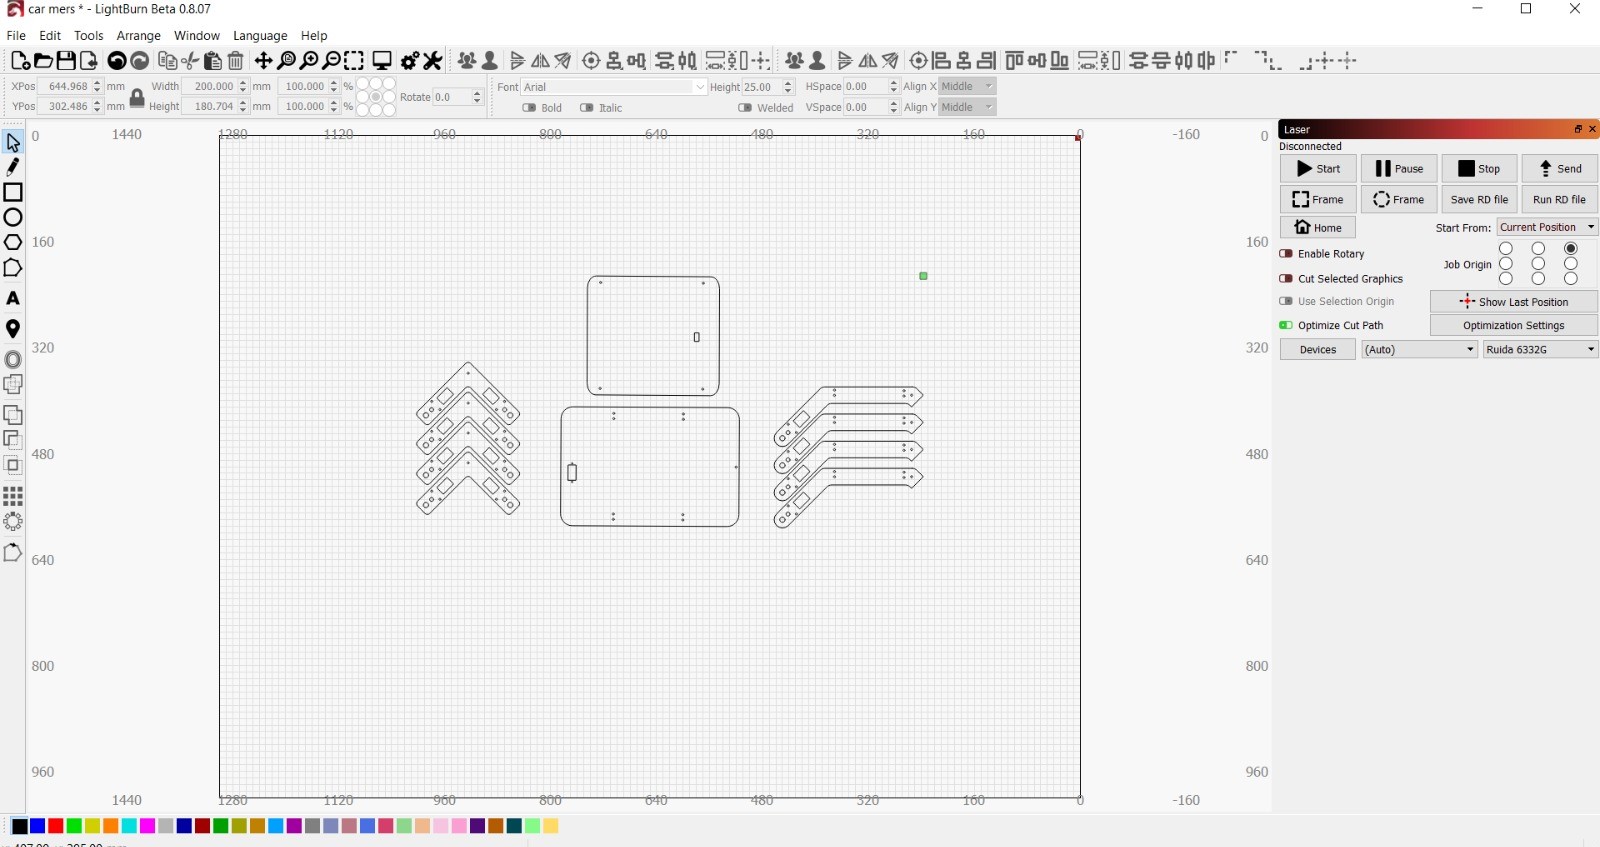 car mers * - LightBurn Beta 0.8.07
File Edit Tools Arrange Window Language Help
XPos 644.968 mm Width 200.000 mm 100.000 % Rotate 0.0 Font Arial Height 25.00 HSpace 0.00 Align X Middle
YPos 302.486 mm Height 180.704 mm 100.000 % Bold Italic Welded VSpace 0.00 Align Y Middle
0 1440 1280 1120 960 800 640 480 320 160 0 -160 0
160 160
320 320
480 480
640 640
800 800
960 960
1440 1280 1120 960 800 640 480 320 160 0 -160
Laser
Disconnected
Start Pause Stop Send
Frame Frame Save RD file Run RD file
Home Start From: Current Position
Enable Rotary
Job Origin
Cut Selected Graphics
Use Selection Origin Show Last Position
Optimize Cut Path Optimization Settings
Devices (Auto) Ruida 6332G